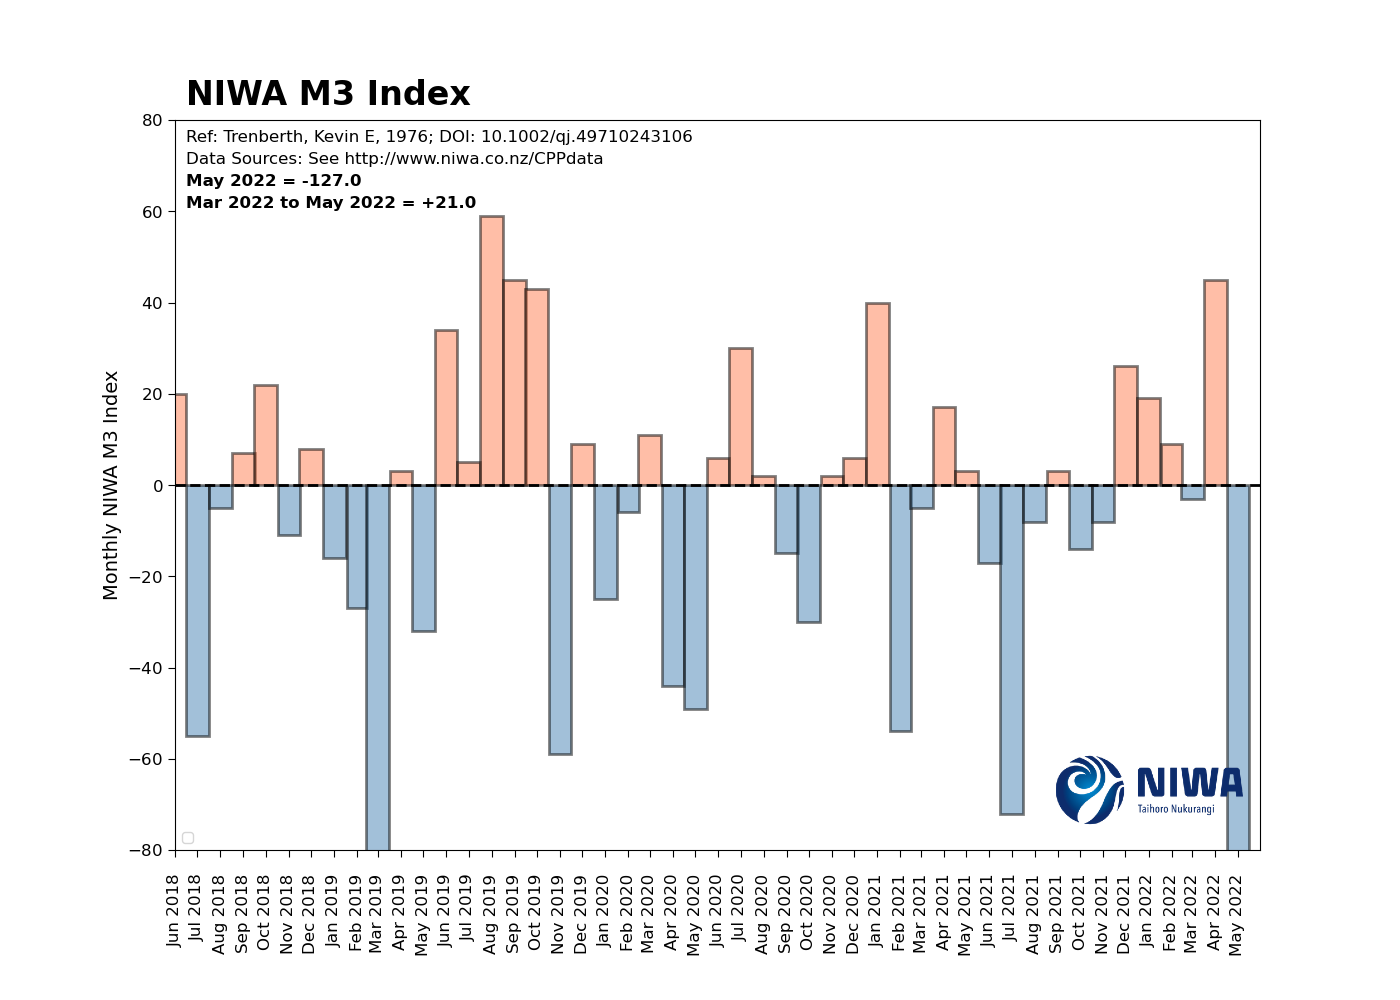 NIWA M3 Index
80
Ref: Trenberth, Kevin E, 1976; DOI: 10.1002/qj.49710243106
Data Sources: See http://www.niwa.co.nz/CPPdata
May 2022 = -127.0
Mar 2022 to May 2022 = +21.0
60
40
20
0
−20
−40
−60
−80
Monthly NIWA M3 Index
NIWA
Taihoro Nukurangi
Jun 2018
Jul 2018
Aug 2018
Sep 2018
Oct 2018
Nov 2018
Dec 2018
Jan 2019
Feb 2019
Mar 2019
Apr 2019
May 2019
Jun 2019
Jul 2019
Aug 2019
Sep 2019
Oct 2019
Nov 2019
Dec 2019
Jan 2020
Feb 2020
Mar 2020
Apr 2020
May 2020
Jun 2020
Jul 2020
Aug 2020
Sep 2020
Oct 2020
Nov 2020
Dec 2020
Jan 2021
Feb 2021
Mar 2021
Apr 2021
May 2021
Jun 2021
Jul 2021
Aug 2021
Sep 2021
Oct 2021
Nov 2021
Dec 2021
Jan 2022
Feb 2022
Mar 2022
Apr 2022
May 2022